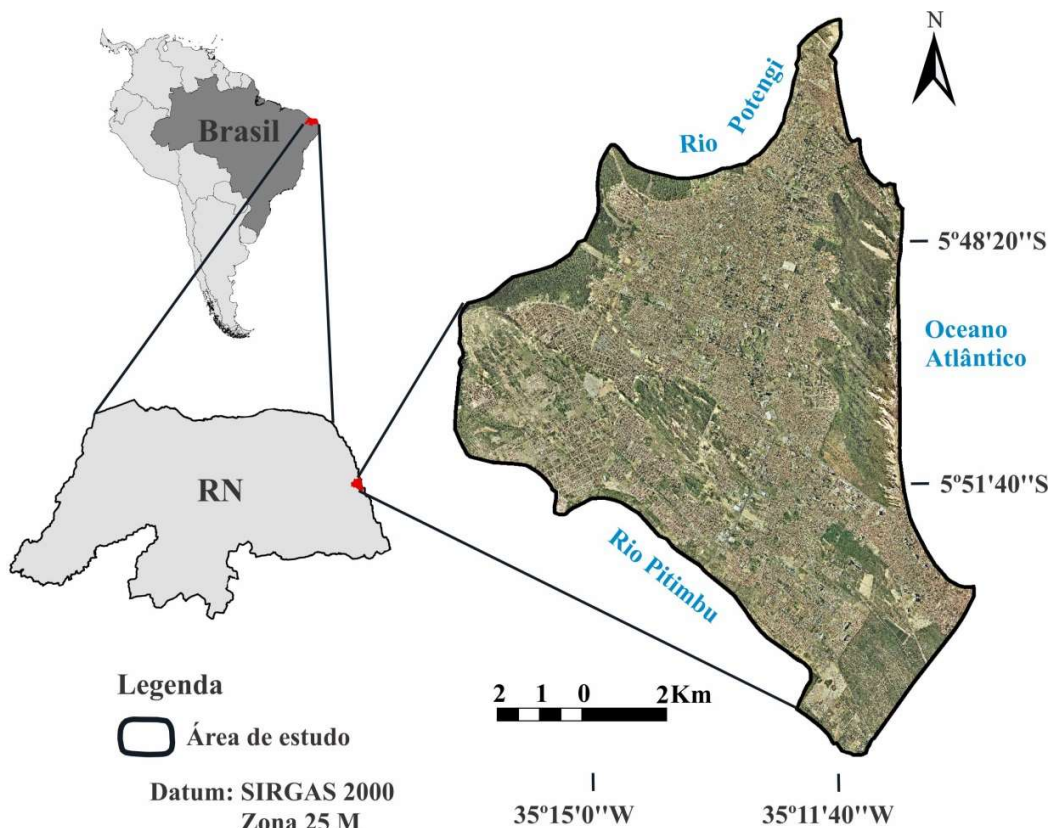 N
Rio Potengi
Brasil
5º48'20''S
Oceano
Atlântico
RN
5º51'40''S
Rio Pitimbu
Legenda
Área de estudo
2 1 0 2Km
Datum: SIRGAS 2000
Zona 25 M
35º15'0''W 35º11'40''W